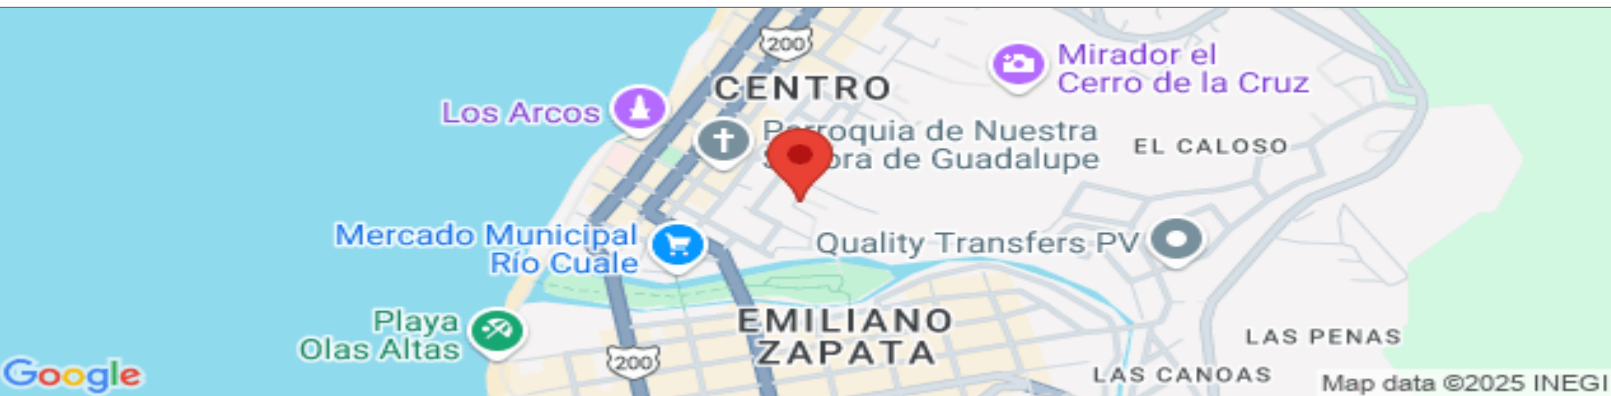 200
CENTRO
Mirador el
Cerro de la Cruz
Los Arcos
Parroquia de Nuestra
Señora de Guadalupe
EL CALOSO
Mercado Municipal
Río Cuale
Quality Transfers PV
Playa
Olas Altas
EMILIANO
ZAPATA
200
LAS PENAS
LAS CANOAS
Google
Map data ©2025 INEGI